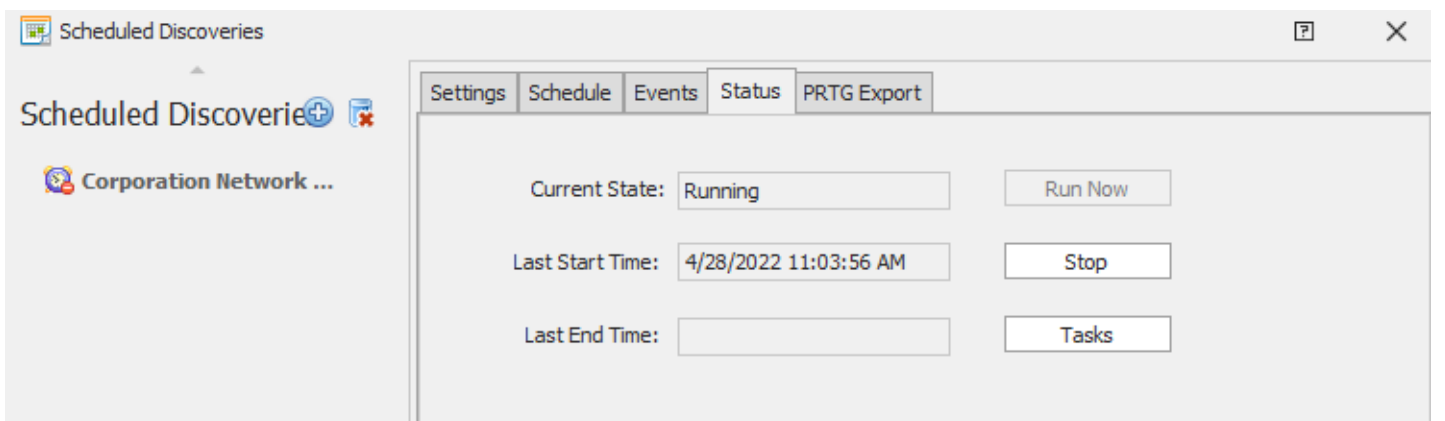 Scheduled Discoveries
Scheduled Discoverie
Corporation Network ...
Settings Schedule Events Status PRTG Export
Current State: Running Run Now
Last Start Time: 4/28/2022 11:03:56 AM Stop
Last End Time: Tasks